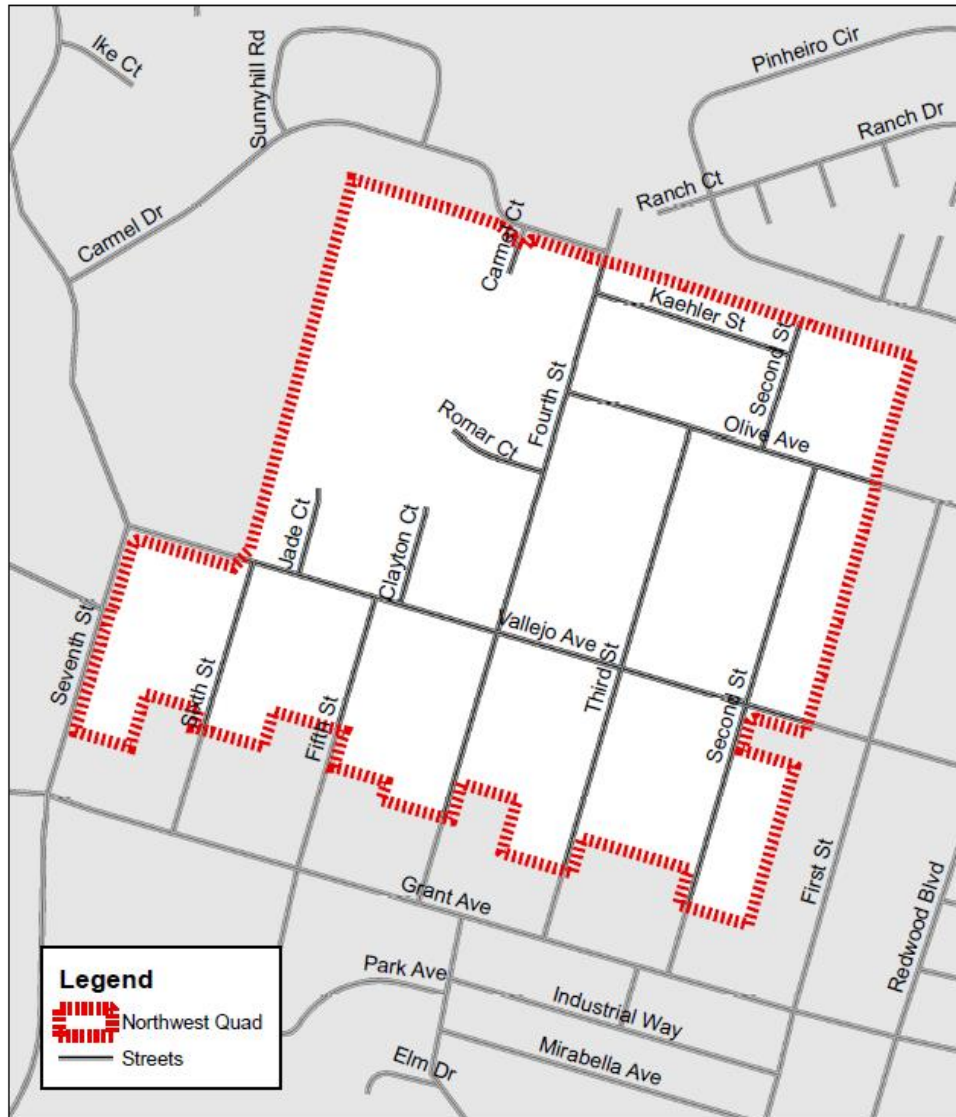 Ike Ct
Sunnyhill Rd
Pinheiro Cir
Ranch Dr
Ranch Ct
Carmel Dr
Carmel Ct
Kaehler St
Second St
Fourth St
Romar Ct
Olive Ave
Jade Ct
Clayton Ct
Vallejo Ave
Seventh St
Sixth St
Fifth St
Third St
Second St
First St
Redwood Blvd
Grant Ave
Park Ave
Industrial Way
Mirabella Ave
Elm Dr
Legend
Northwest Quad
Streets